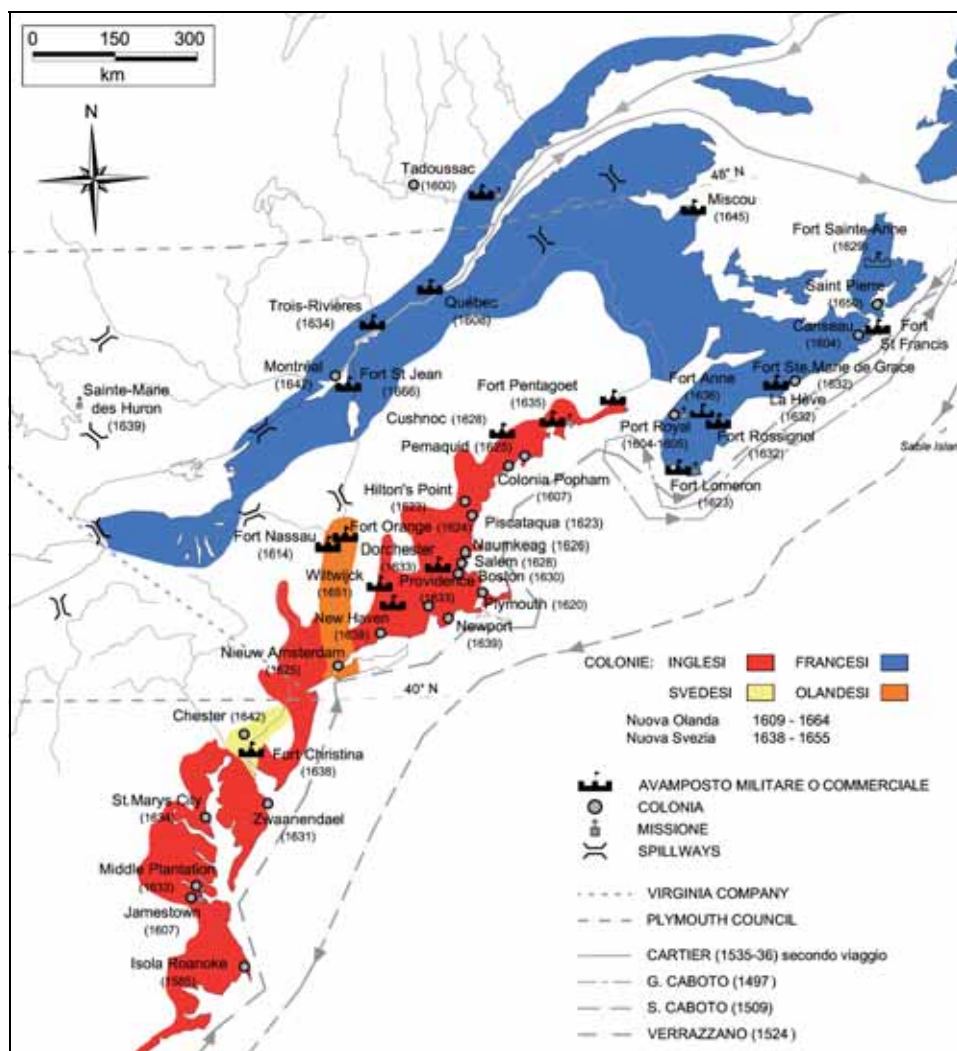 0 150 300
km
N
Tadoussac
(1600)
48° N
Miscou
(1645)
Fort Sainte-Anne
(1629)
Saint Pierre
(1650)
Canseau
(1604)
Fort
St Francis
Québec
(1608)
Trois-Rivières
(1634)
Montréal
(1642)
Fort St Jean
(1666)
Sainte-Marie
des Huron
(1639)
Fort Pentagoet
(1635)
Cushnoc (1628)
Pemaquid (1625)
Colonia Popham
(1607)
Fort Anne
(1636)
Fort Ste.Marie de Grace
(1632)
La Hève
(1632)
Port Royal
(1604-1605)
Fort Rossignol
(1632)
Fort Lomeron
(1623)
Sable Island
Hilton's Point
(1622)
Piscataqua (1623)
Fort Orange (1624)
Fort Nassau
(1614)
Dorchester
(1633)
Naumkeag (1626)
Salem (1628)
Boston (1630)
Wiltwijck
(1651)
Providence
(1633)
Plymouth (1620)
New Haven
(1638)
Newport
(1639)
Nieuw Amsterdam
(1625)
40° N
Chester (1642)
Fort Christina
(1638)
St.Marys City
(1634)
Zwaanendael
(1631)
Middle Plantation
(1633)
Jamestown
(1607)
Isola Roanoke
(1585)
COLONIE: INGLESI FRANCESI
SVEDESI OLANDESI
Nuova Olanda 1609 - 1664
Nuova Svezia 1638 - 1655
AVAMPOSTO MILITARE O COMMERCIALE
COLONIA
MISSIONE
SPILLWAYS
VIRGINIA COMPANY
PLYMOUTH COUNCIL
CARTIER (1535-36) secondo viaggio
G. CABOTO (1497)
S. CABOTO (1509)
VERRAZZANO (1524)